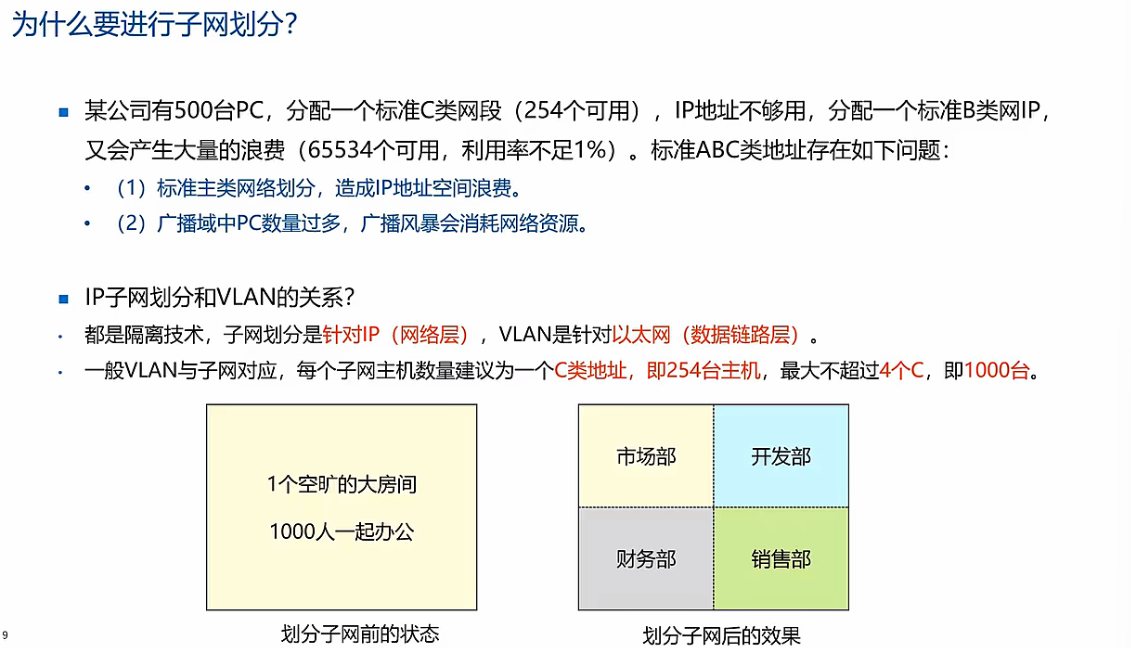 为什么要进行子网划分？
■ 某公司有500台PC，分配一个标准C类网段（254个可用），IP地址不够用，分配一个标准B类网IP，
又会产生大量的浪费（65534个可用，利用率不足1%）。标准ABC类地址存在如下问题：
• （1）标准主类网络划分，造成IP地址空间浪费。
• （2）广播域中PC数量过多，广播风暴会消耗网络资源。
■ IP子网划分和VLAN的关系？
• 都是隔离技术，子网划分是针对IP（网络层），VLAN是针对以太网（数据链路层）。
• 一般VLAN与子网对应，每个子网主机数量建议为一个C类地址，即254台主机，最大不超过4个C，即1000台。
1个空旷的大房间
1000人一起办公
划分子网前的状态
市场部
开发部
财务部
销售部
划分子网后的效果
9